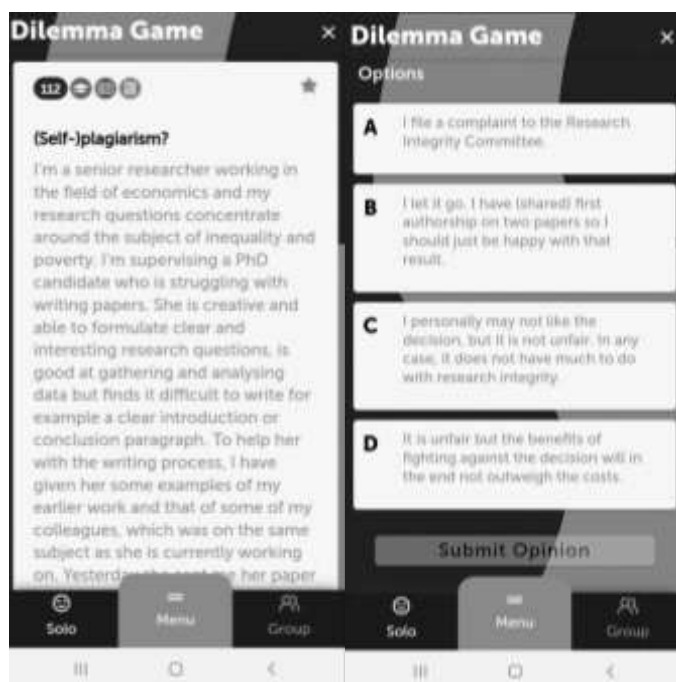 Dilemma Game ×
112
(Self-)plagiarism?
I'm a senior researcher working in
the field of economics and my
research questions concentrate
around the subject of inequality and
poverty. I'm supervising a PhD
candidate who is struggling with
writing papers. She is creative and
able to formulate clear and
interesting research questions, is
good at gathering and analysing
data but finds it difficult to write for
example a clear introduction or
conclusion paragraph. To help her
with the writing process, I have
given her some examples of my
earlier work and that of some of my
colleagues, which was on the same
subject as she is currently working
on. Yesterday she sent me her paper
Solo
Menu
Group
Dilemma Game ×
Options
A
I file a complaint to the Research
Integrity Committee.
B
I let it go. I have (shared) first
authorship on two papers so I
should just be happy with that
result.
C
I personally may not like the
decision, but it is not unfair. In any
case, it does not have much to do
with research integrity.
D
It is unfair but the benefits of
fighting against the decision will in
the end not outweigh the costs.
Submit Opinion
Solo
Menu
Group